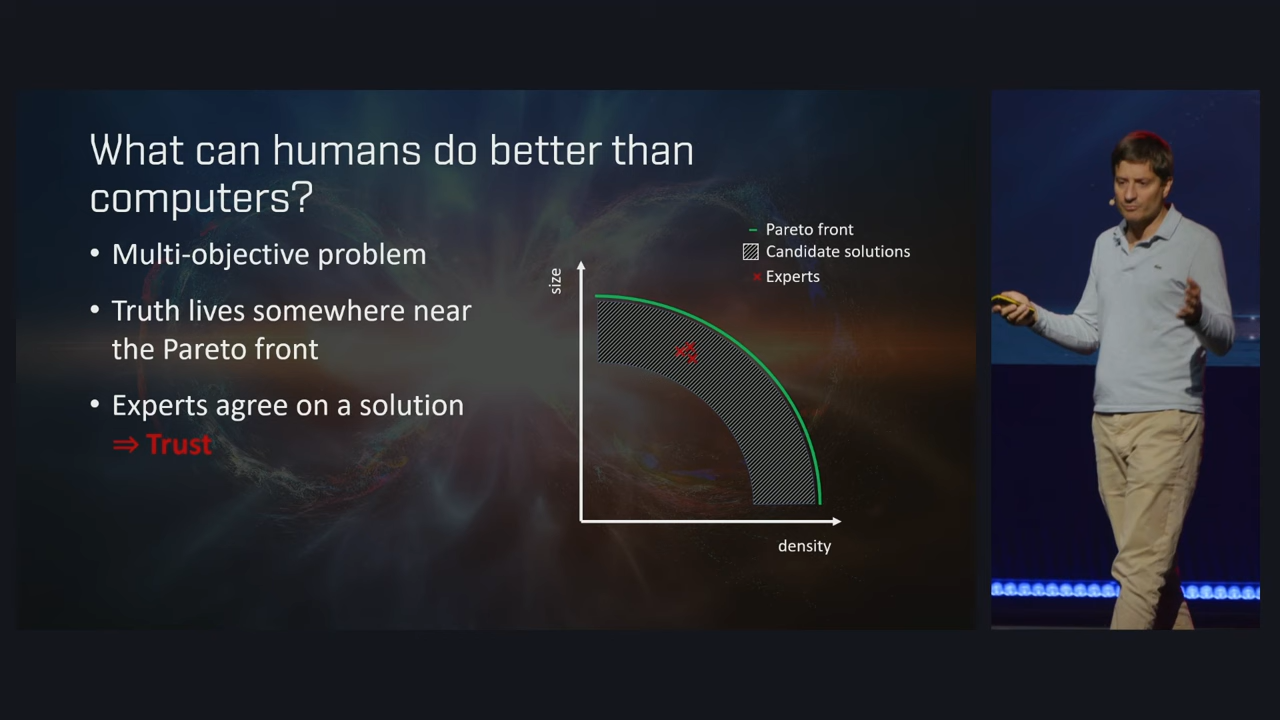 What can humans do better than
computers?
• Multi-objective problem
• Truth lives somewhere near
the Pareto front
• Experts agree on a solution
⇒ Trust
Pareto front
Candidate solutions
Experts
size
density